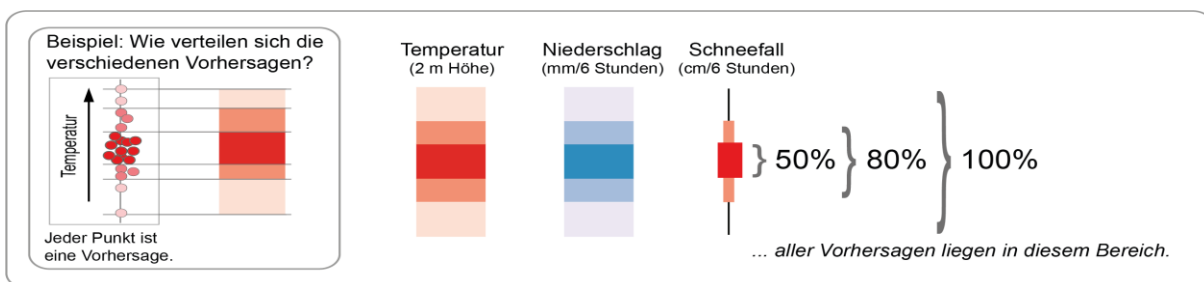 Beispiel: Wie verteilen sich die
verschiedenen Vorhersagen?
Temperatur
Jeder Punkt ist
eine Vorhersage.
Temperatur
(2 m Höhe)
Niederschlag
(mm/6 Stunden)
Schneefall
(cm/6 Stunden)
50%
80%
100%
... aller Vorhersagen liegen in diesem Bereich.